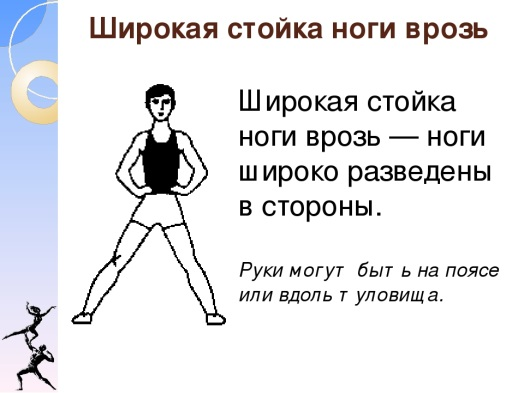 Широкая стойка ноги врозь
Широкая стойка
ноги врозь — ноги
широко разведены
в стороны.
Руки могут быть на поясе
или вдоль туловища.